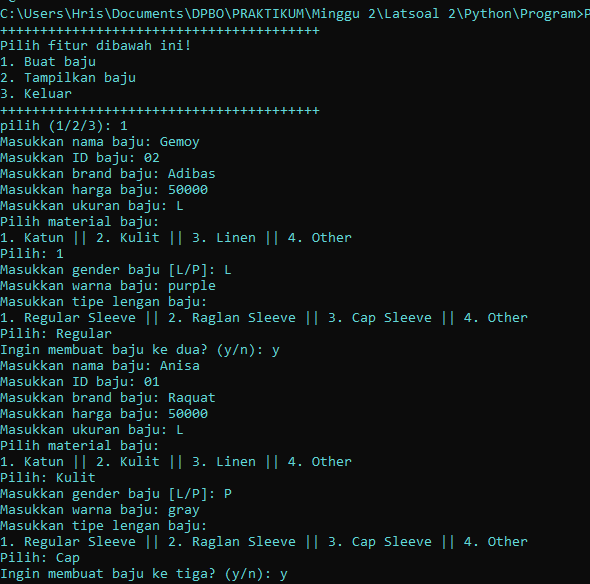 C:\Users\Hris\Documents\DPBO\PRAKTIKUM\Minggu 2\Latsoal 2\Python\Program>P
++++++++++++++++++++++++++++++++++++++++
Pilih fitur dibawah ini!
1. Buat baju
2. Tampilkan baju
3. Keluar
++++++++++++++++++++++++++++++++++++++++
pilih (1/2/3): 1
Masukkan nama baju: Gemoy
Masukkan ID baju: 02
Masukkan brand baju: Adibas
Masukkan harga baju: 50000
Masukkan ukuran baju: L
Pilih material baju:
1. Katun || 2. Kulit || 3. Linen || 4. Other
Pilih: 1
Masukkan gender baju [L/P]: L
Masukkan warna baju: purple
Masukkan tipe lengan baju:
1. Regular Sleeve || 2. Raglan Sleeve || 3. Cap Sleeve || 4. Other
Pilih: Regular
Ingin membuat baju ke dua? (y/n): y
Masukkan nama baju: Anisa
Masukkan ID baju: 01
Masukkan brand baju: Raquat
Masukkan harga baju: 50000
Masukkan ukuran baju: L
Pilih material baju:
1. Katun || 2. Kulit || 3. Linen || 4. Other
Pilih: Kulit
Masukkan gender baju [L/P]: P
Masukkan warna baju: gray
Masukkan tipe lengan baju:
1. Regular Sleeve || 2. Raglan Sleeve || 3. Cap Sleeve || 4. Other
Pilih: Cap
Ingin membuat baju ke tiga? (y/n): y